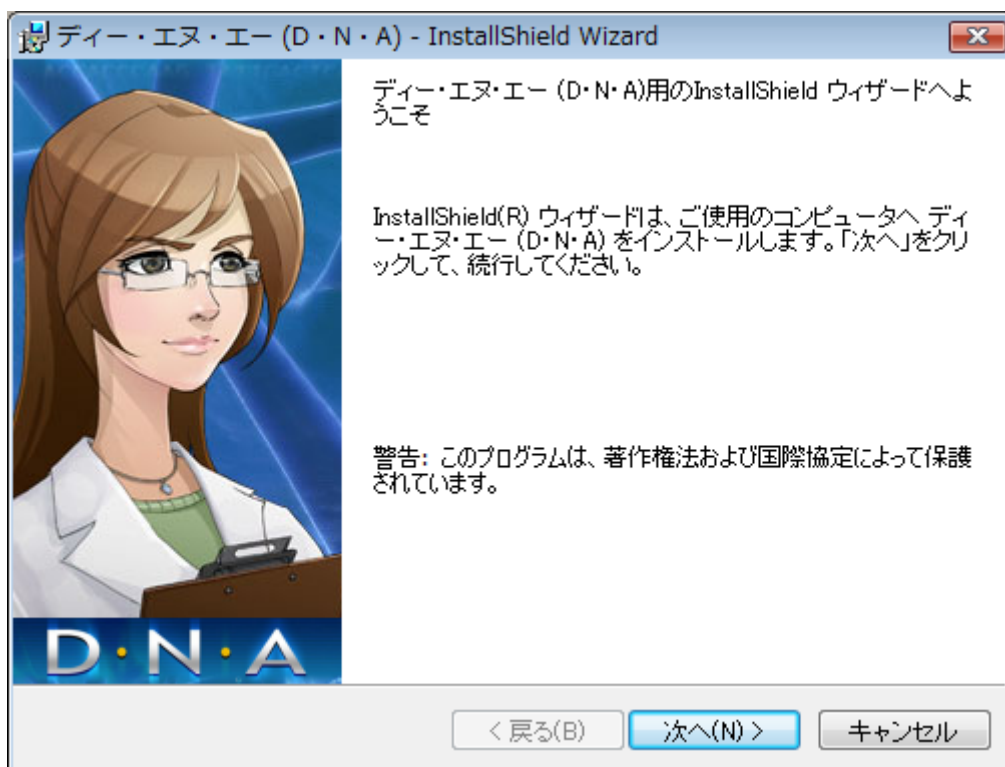 ディー・エヌ・エー (D・N・A) - InstallShield Wizard
ディー・エヌ・エー (D・N・A)用のInstallShield ウィザードへよ
うこそ
InstallShield(R) ウィザードは、ご使用のコンピュータへ ディ
ー・エヌ・エー (D・N・A) をインストールします。「次へ」をクリ
ックして、続行してください。
警告: このプログラムは、著作権法および国際協定によって保護
されています。
D・N・A
< 戻る(B)
次へ(N) >
キャンセル